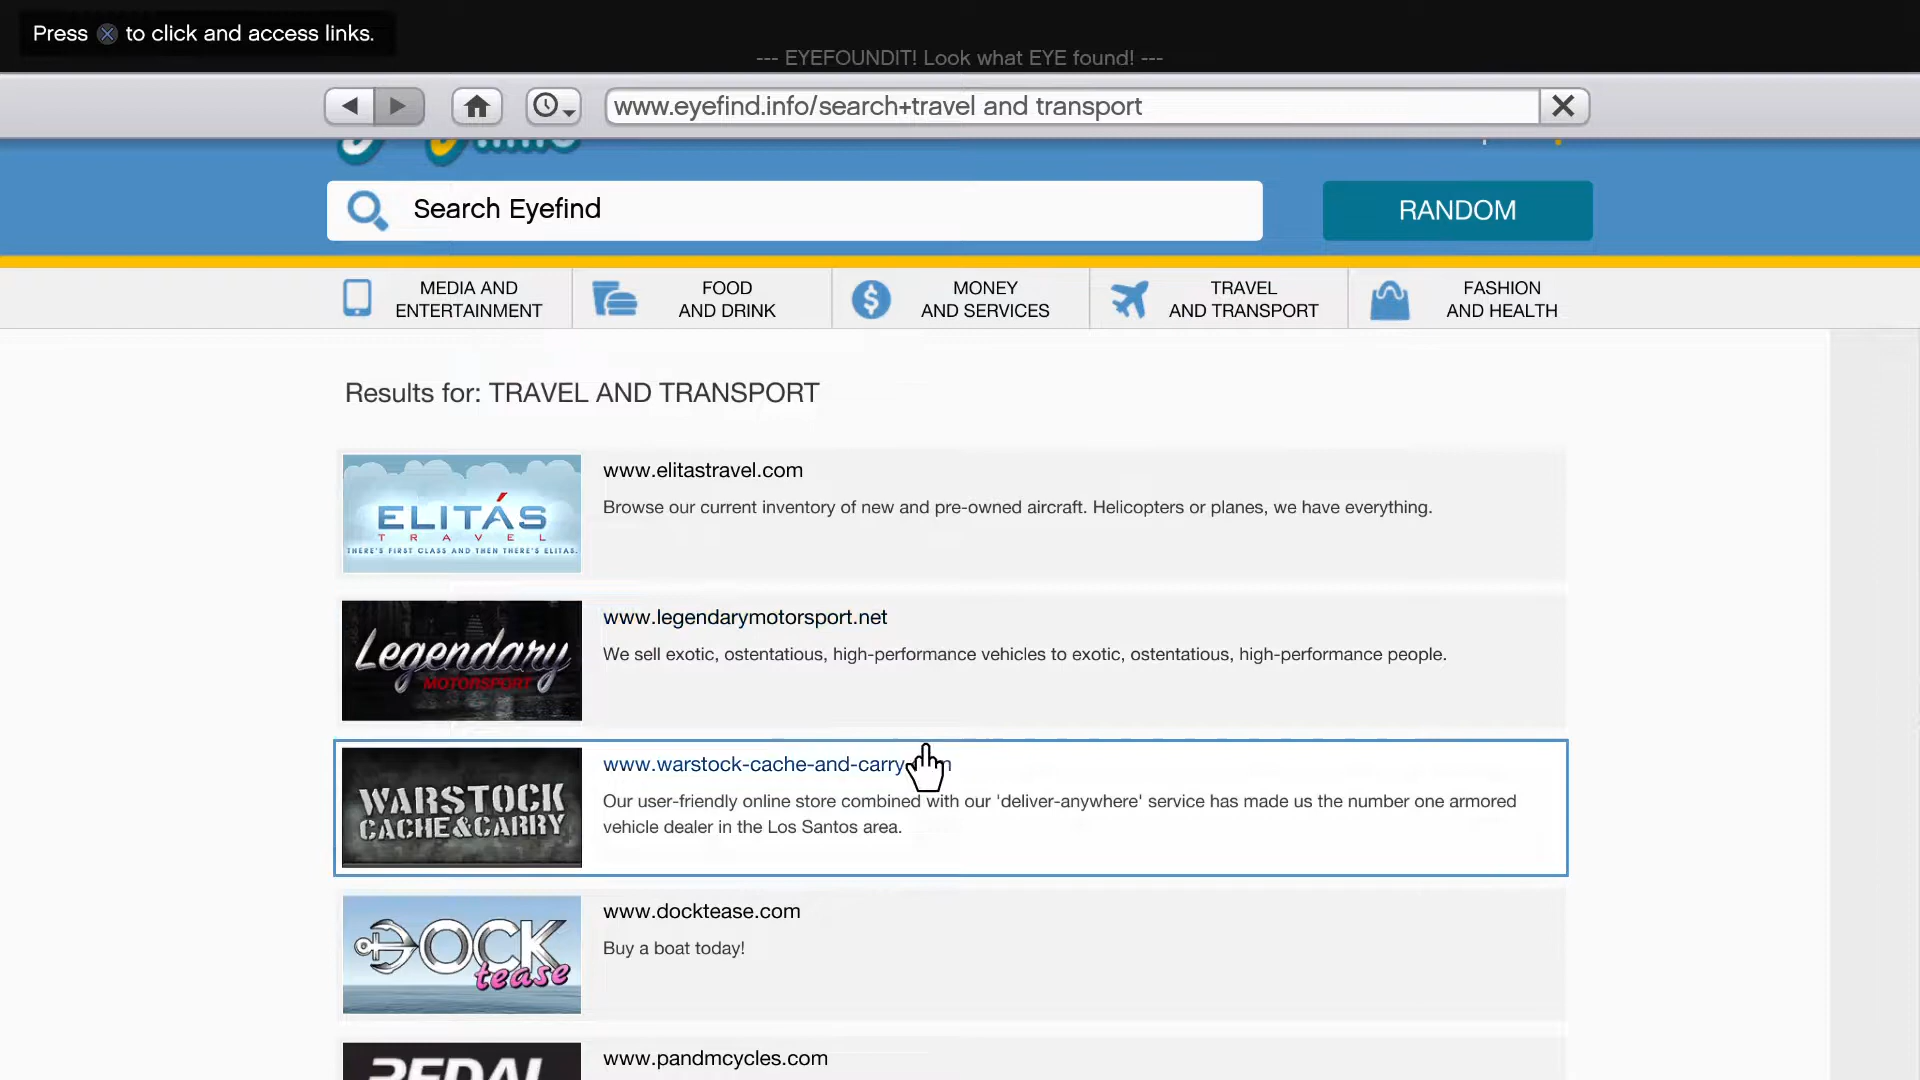 Press to click and access links.
--- EYEFOUNDIT! Look what EYE found! ---
www.eyefind.info/search+travel and transport
Search Eyefind
RANDOM
MEDIA AND
ENTERTAINMENT
FOOD
AND DRINK
MONEY
AND SERVICES
TRAVEL
AND TRANSPORT
FASHION
AND HEALTH
Results for: TRAVEL AND TRANSPORT
ELITÁS
TRAVEL
THERE'S FIRST CLASS AND THEN THERE'S ELITAS.
www.elitastravel.com
Browse our current inventory of new and pre-owned aircraft. Helicopters or planes, we have everything.
Legendary
MOTORSPORT
www.legendarymotorsport.net
We sell exotic, ostentatious, high-performance vehicles to exotic, ostentatious, high-performance people.
WARSTOCK
CACHE&CARRY
www.warstock-cache-and-carry
Our user-friendly online store combined with our 'deliver-anywhere' service has made us the number one armored
vehicle dealer in the Los Santos area.
DOCK
tease
www.docktease.com
Buy a boat today!
PEDAL
www.pandmcycles.com